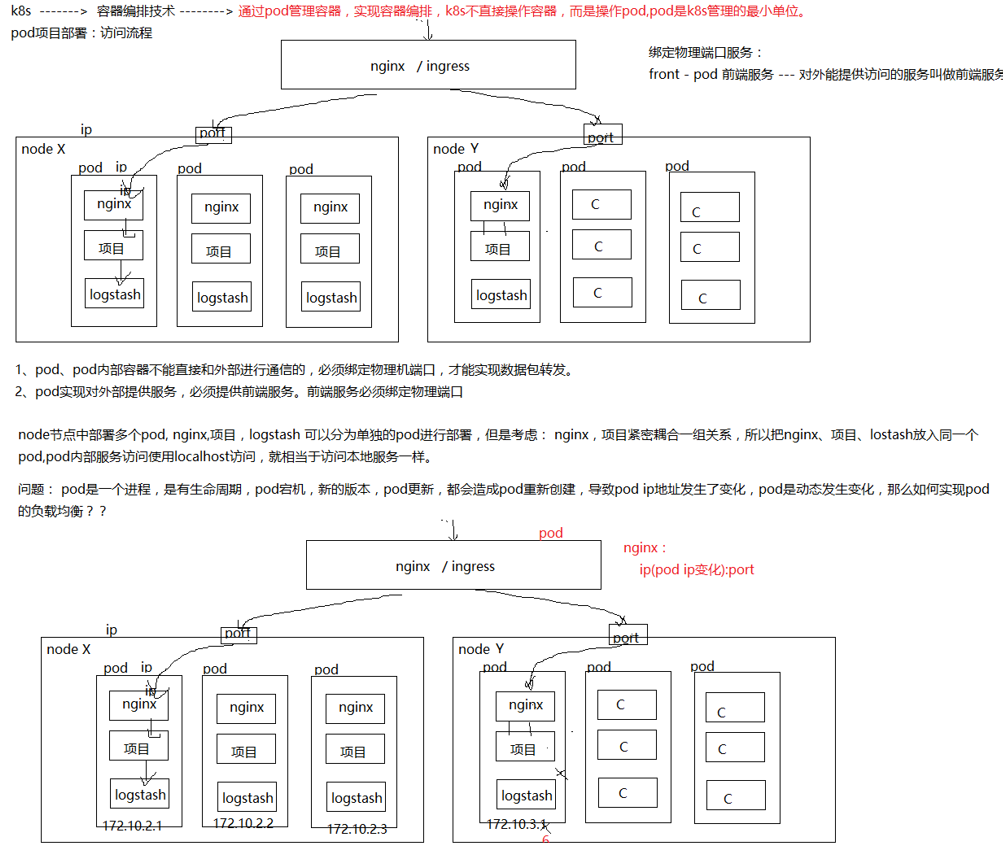 k8s -------> 容器编排技术 --------> 通过pod管理容器，实现容器编排，k8s不直接操作容器，而是操作pod,pod是k8s管理的最小单位。
pod项目部署：访问流程
nginx / ingress
绑定物理端口服务：
front - pod 前端服务 --- 对外能提供访问的服务叫做前端服务
ip
port
port
node X
node Y
pod ip
pod
pod
pod
pod
pod
ip
nginx
nginx
nginx
nginx
C
C
项目
项目
项目
项目
C
C
logstash
logstash
logstash
logstash
C
C
1、pod、pod内部容器不能直接和外部进行通信的，必须绑定物理机端口，才能实现数据包转发。
2、pod实现对外部提供服务，必须提供前端服务。前端服务必须绑定物理端口
node节点中部署多个pod, nginx,项目，logstash 可以分为单独的pod进行部署，但是考虑： nginx，项目紧密耦合一组关系，所以把nginx、项目、lostash放入同一个
pod,pod内部服务访问使用localhost访问，就相当于访问本地服务一样。
问题： pod是一个进程，是有生命周期，pod宕机，新的版本，pod更新，都会造成pod重新创建，导致pod ip地址发生了变化，pod是动态发生变化，那么如何实现pod
的负载均衡？？
pod
nginx / ingress
nginx：
ip(pod ip变化):port
ip
port
port
node X
node Y
pod ip
pod
pod
pod
pod
pod
ip
nginx
nginx
nginx
nginx
C
C
项目
项目
项目
项目
C
C
logstash
logstash
logstash
logstash
C
C
172.10.2.1
172.10.2.2
172.10.2.3
172.10.3.1
6